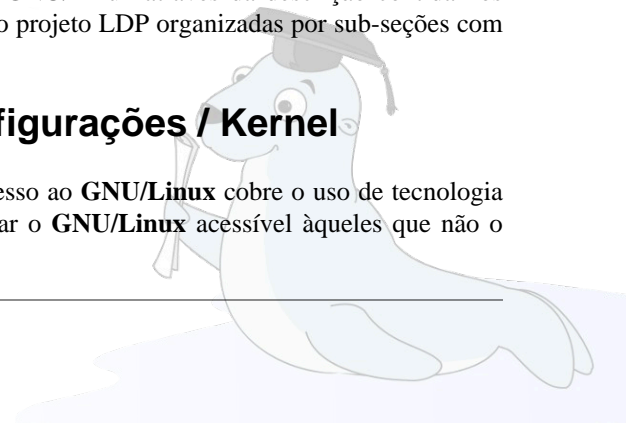 o projeto LDP organizadas por sub-seções com
figurações / Kernel
esso ao GNU/Linux cobre o uso de tecnologia
ar o GNU/Linux acessível àqueles que não o